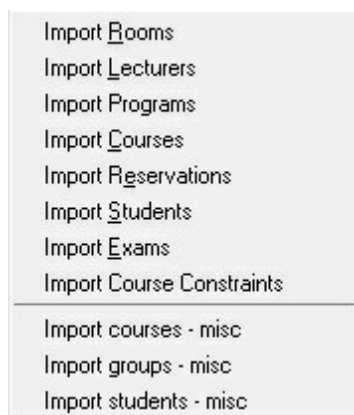 Import Rooms
Import Lecturers
Import Programs
Import Courses
Import Reservations
Import Students
Import Exams
Import Course Constraints
Import courses - misc
Import groups - misc
Import students - misc